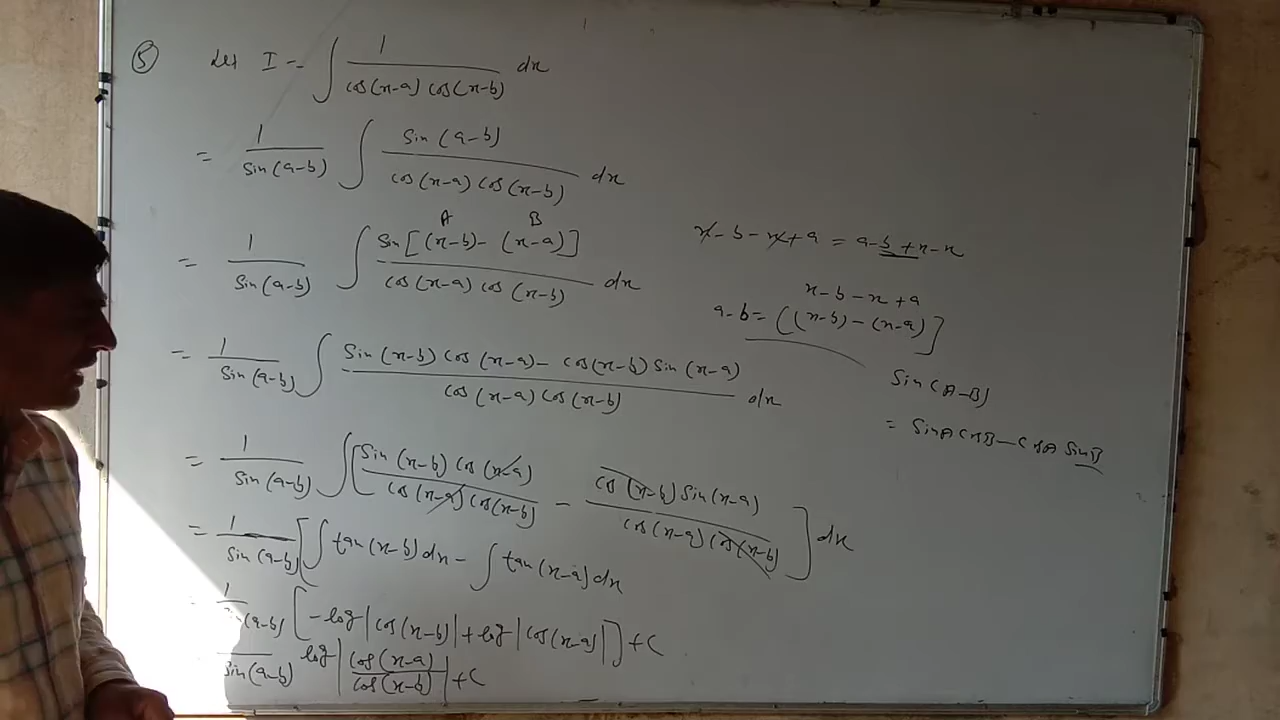 ⑤ Let I = ∫ 1/(cos(x-a) cos(x-b)) dx
= 1/(sin(a-b)) ∫ sin(a-b)/(cos(x-a) cos(x-b)) dx
A B
= 1/(sin(a-b)) ∫ sin[(x-b)-(x-a)]/(cos(x-a) cos(x-b)) dx
= 1/(sin(a-b)) ∫ (sin(x-b) cos(x-a) - cos(x-b) sin(x-a))/(cos(x-a) cos(x-b)) dx
= 1/(sin(a-b)) ∫ [(sin(x-b) cos(x-a))/(cos(x-a) cos(x-b)) - (cos(x-b) sin(x-a))/(cos(x-a) cos(x-b))] dx
= 1/(sin(a-b)) [∫ tan(x-b) dx - ∫ tan(x-a) dx
= 1/(sin(a-b)) [-log|cos(x-b)| + log|cos(x-a)|] + C
sin(a-b) log|cos(x-a)/cos(x-b)| + C
x-b-x+a = a-b+x-x
x-b-x+a
a-b = ((x-b)-(x-a)]
Sin(A-B)
= SinA CosB - CosA SinB